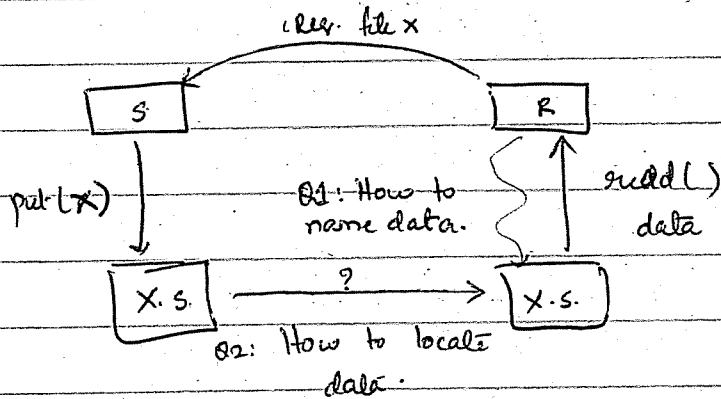 Req. file x
S
R
put(x)
Q1: How to
name data.
read()
data
X.S.
?
X.S.
Q2: How to locate
data.